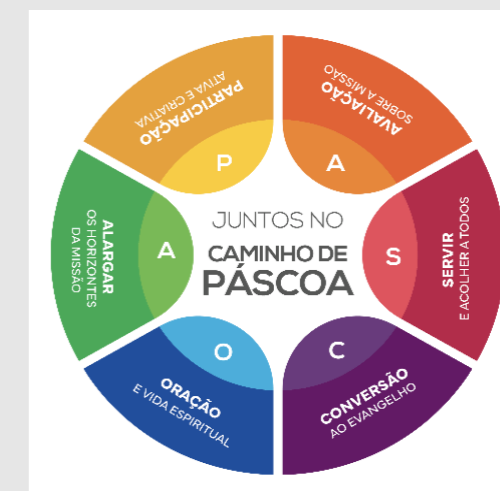 PARTICIPAÇÃO
ATIVA E CRIATIVA
P
AVALIAÇÃO
SOBRE A MISSÃO
A
SERVIR
E ACOLHER A TODOS
S
CONVERSÃO
AO EVANGELHO
C
ORAÇÃO
E VIDA ESPIRITUAL
O
ALARGAR
OS HORIZONTES
DA MISSÃO
A
JUNTOS NO
CAMINHO DE
PÁSCOA